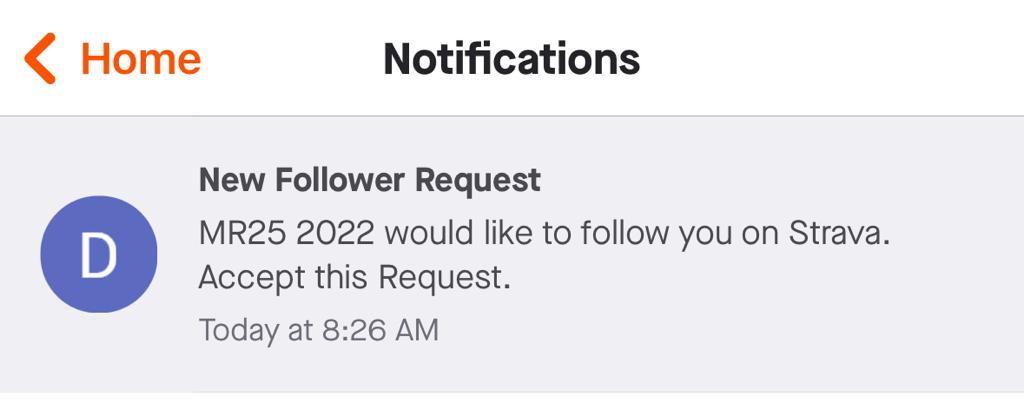 Home
Notifications
New Follower Request
D
MR25 2022 would like to follow you on Strava.
Accept this Request.
Today at 8:26 AM